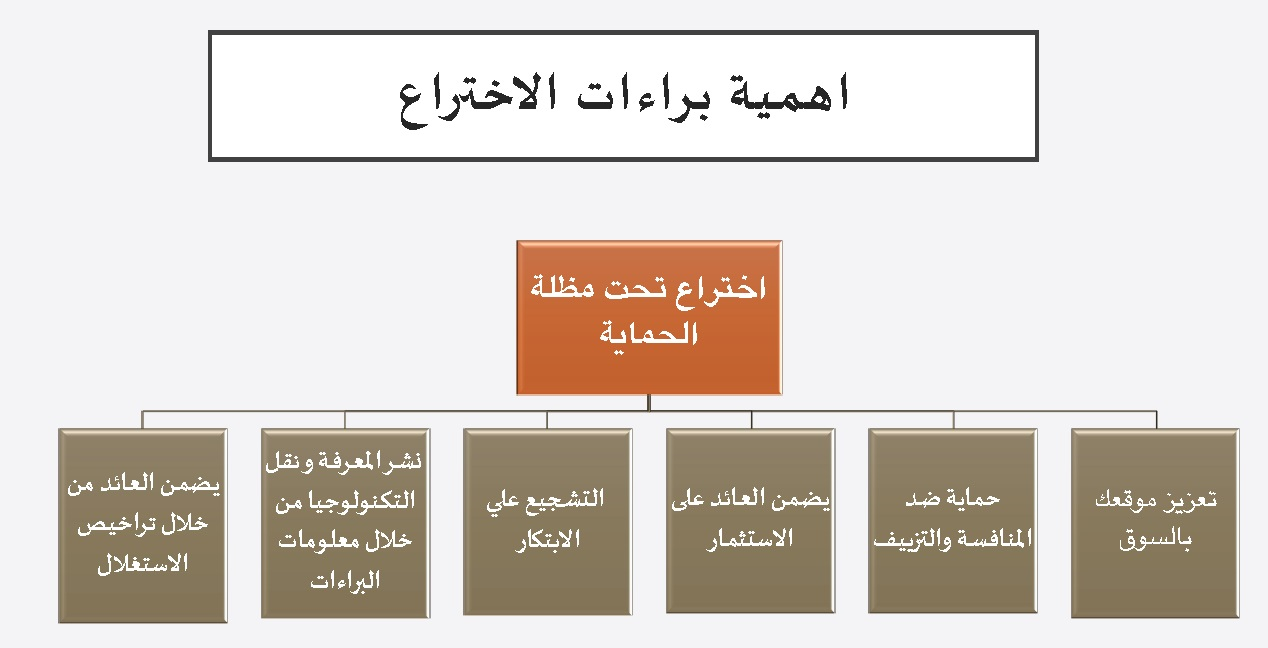 اهمية براءات الاختراع
اختراع تحت مظلة
الحماية
تعزيز موقعك
بالسوق
حماية ضد
المنافسة والتزييف
يضمن العائد على
الاستثمار
التشجيع علي
الابتكار
نشر المعرفة و نقل
التكنولوجيا من
خلال معلومات
البراءات
يضمن العائد من
خلال تراخيص
الاستغلال